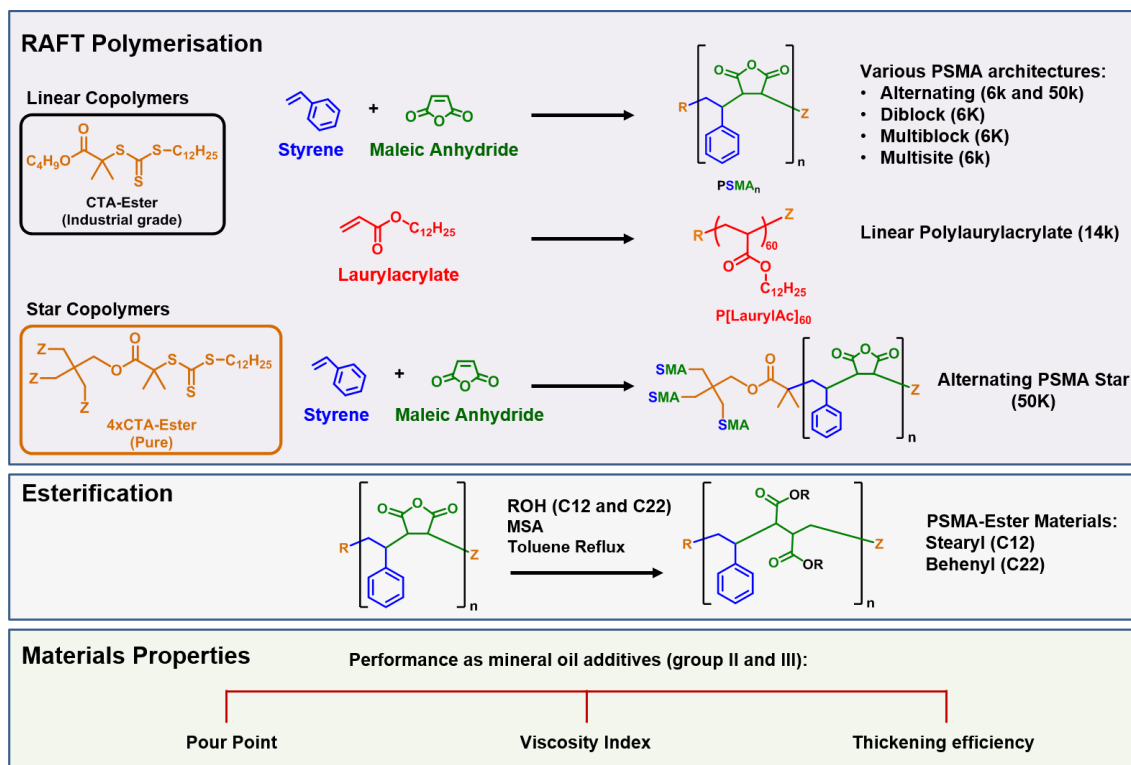 RAFT Polymerisation
Linear Copolymers
O
C4H9O
S
S
S–C12H25
CTA-Ester
(Industrial grade)
+
O
O
O
Styrene
Maleic Anhydride
O
O
O
R
Z
n
PSMAn
Various PSMA architectures:
• Alternating (6k and 50k)
• Diblock (6K)
• Multiblock (6K)
• Multisite (6k)
O
C12H25
O
Laurylacrylate
R
Z
60
O
O
C12H25
P[LaurylAc]60
Linear Polylaurylacrylate (14k)
Star Copolymers
Z
Z
Z
O
O
S
S–C12H25
S
4xCTA-Ester
(Pure)
+
O
O
O
Styrene
Maleic Anhydride
SMA
SMA
SMA
O
O
O
O
O
Z
n
Alternating PSMA Star
(50K)
Esterification
O
O
O
R
Z
n
ROH (C12 and C22)
MSA
Toluene Reflux
O
OR
R
Z
O
OR
n
PSMA-Ester Materials:
Stearyl (C12)
Behenyl (C22)
Materials Properties
Performance as mineral oil additives (group II and III):
Pour Point
Viscosity Index
Thickening efficiency